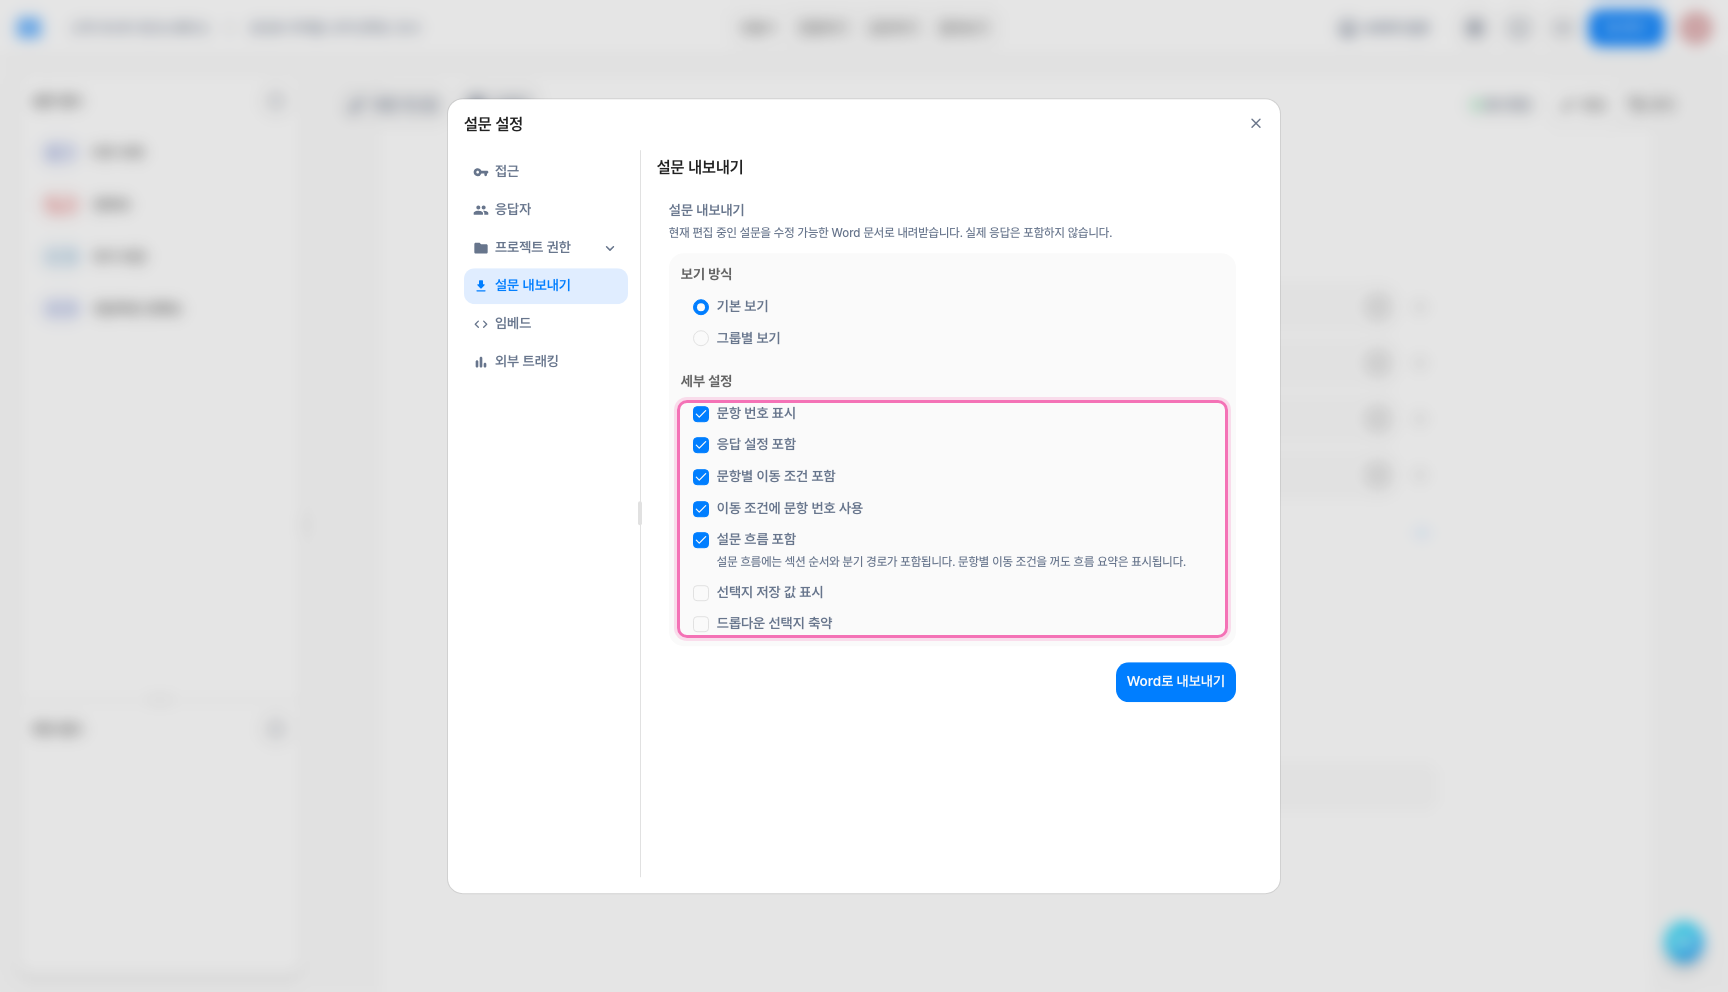 설문 설정
접근
응답자
프로젝트 권한
설문 내보내기
임베드
외부 트래킹
설문 내보내기
설문 내보내기
현재 편집 중인 설문을 수정 가능한 Word 문서로 내려받습니다. 실제 응답은 포함하지 않습니다.
보기 방식
기본 보기
그룹별 보기
세부 설정
문항 번호 표시
응답 설정 포함
문항별 이동 조건 포함
이동 조건에 문항 번호 사용
설문 흐름 포함
설문 흐름에는 섹션 순서와 분기 경로가 포함됩니다. 문항별 이동 조건을 꺼도 흐름 요약은 표시됩니다.
선택지 저장 값 표시
드롭다운 선택지 축약
Word로 내보내기